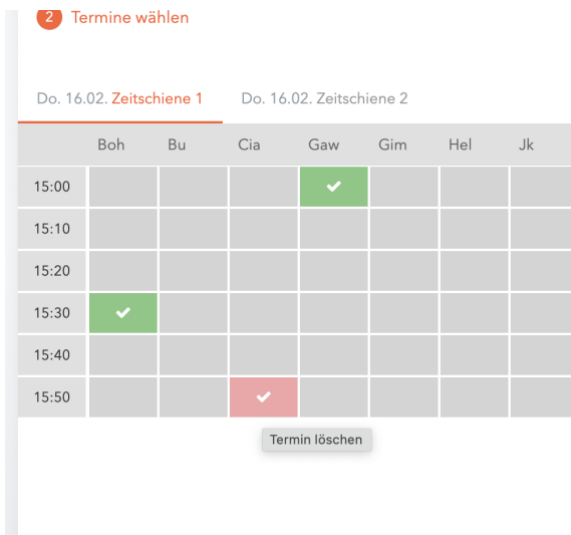 2 Termine wählen
Do. 16.02. Zeitschiene 1 Do. 16.02. Zeitschiene 2
Boh Bu Cia Gaw Gim Hel Jk
15:00
15:10
15:20
15:30
15:40
15:50
Termin löschen